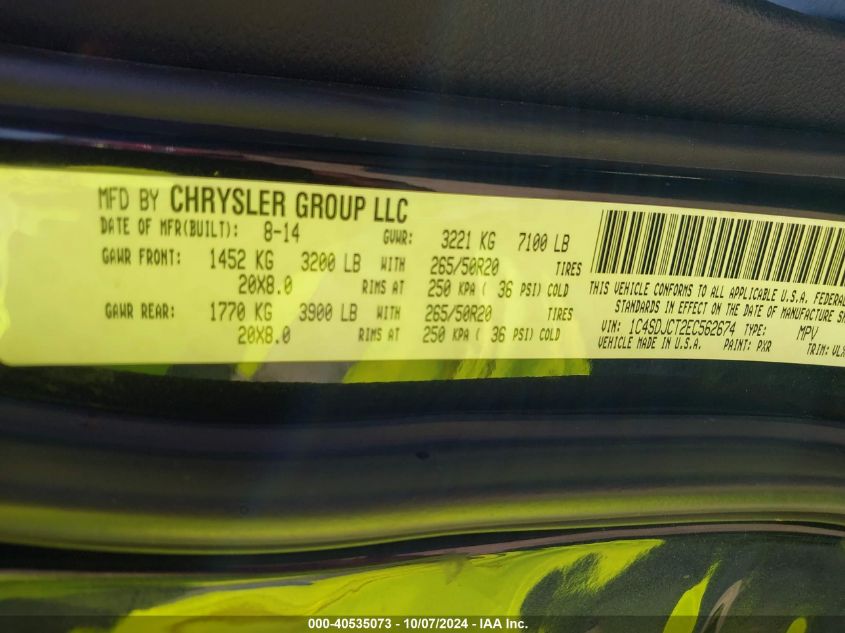 MFD BY CHRYSLER GROUP LLC
DATE OF MFR(BUILT): 8-14 GVWR: 3221 KG 7100 LB
GAWR FRONT: 1452 KG 3200 LB WITH 265/50R20 TIRES
20X8.0 RIMS AT 250 KPA ( 36 PSI) COLD
GAWR REAR: 1770 KG 3900 LB WITH 265/50R20 TIRES
20X8.0 RIMS AT 250 KPA ( 36 PSI) COLD
THIS VEHICLE CONFORMS TO ALL APPLICABLE U.S.A. FEDERAL
STANDARDS IN EFFECT ON THE DATE OF MANUFACTURE SH
VIN: 1C4SDJCT2EC562674 TYPE: MPV
VEHICLE MADE IN U.S.A. PAINT: PXR TRIM: VLX
000-40535073 - 10/07/2024 - IAA Inc.